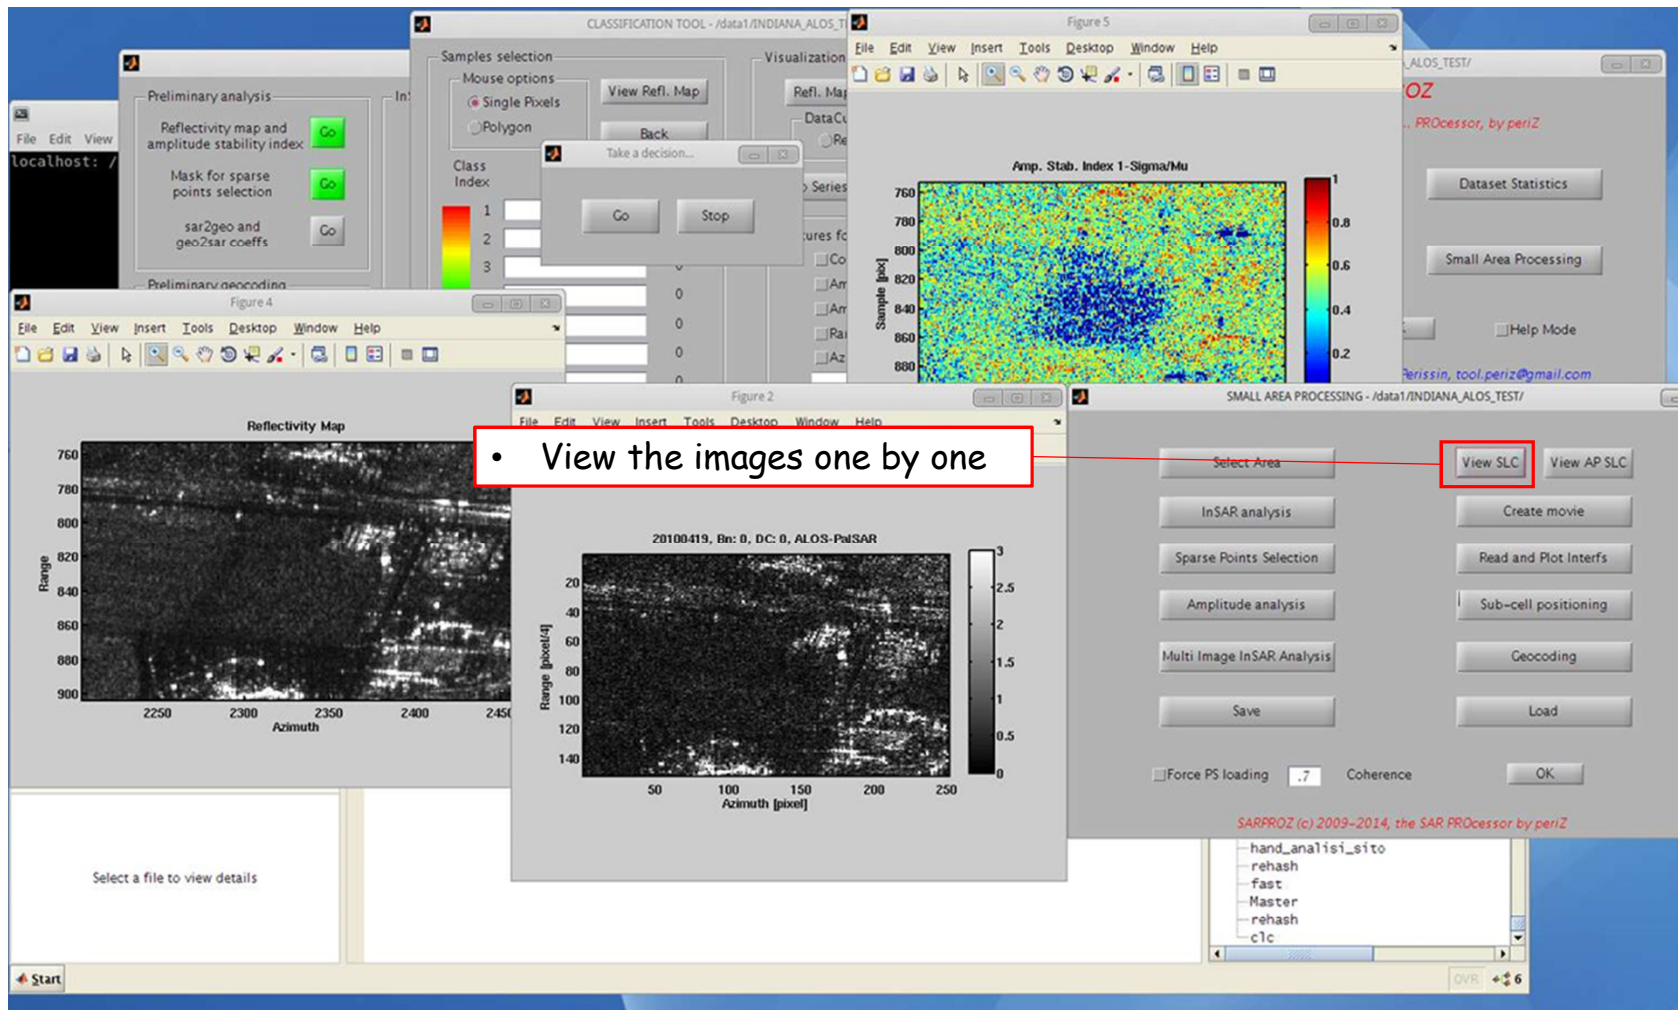 CLASSIFICATION TOOL - /data1/INDIANA_ALOS_T
Samples selection
Mouse options
Single Pixels
Polygon
View Refl. Map
Back
Visualization
Refl. Map
DataCu
Series
Class
Index
1
2
3
0
0
0
0
Take a decision...
Go
Stop
Figure 5
File Edit View Insert Tools Desktop Window Help
Amp. Stab. Index 1-Sigma/Mu
760
780
800
820
840
860
880
Sample [pix]
1
0.8
0.6
0.4
0.2
_ALOS_TEST/
OZ
PROcessor, by periZ
Dataset Statistics
Small Area Processing
Help Mode
Perissin, tool.periz@gmail.com
Preliminary analysis
Reflectivity map and
amplitude stability index
Go
Mask for sparse
points selection
Go
sar2geo and
geo2sar coeffs
Go
Preliminary geocoding
File Edit View
localhost: /
Figure 4
File Edit View Insert Tools Desktop Window Help
Reflectivity Map
760
780
800
820
840
860
880
900
Range
2250 2300 2350 2400 2450
Azimuth
Figure 2
File Edit View Insert Tools Desktop Window Help
• View the images one by one
20100419, Bn: 0, DC: 0, ALOS-PalSAR
20
40
60
80
100
120
140
Range [pixel/4]
50 100 150 200 250
Azimuth [pixel]
3
2.5
2
1.5
1
0.5
0
SMALL AREA PROCESSING - /data1/INDIANA_ALOS_TEST/
Select Area
View SLC
View AP SLC
InSAR analysis
Create movie
Sparse Points Selection
Read and Plot Interfs
Amplitude analysis
Sub-cell positioning
Multi Image InSAR Analysis
Geocoding
Save
Load
Force PS loading
.7
Coherence
OK
SARPROZ (c) 2009-2014, the SAR PROcessor by periZ
Select a file to view details
hand_analisi_sito
rehash
fast
Master
rehash
clc
Start
OVR
6